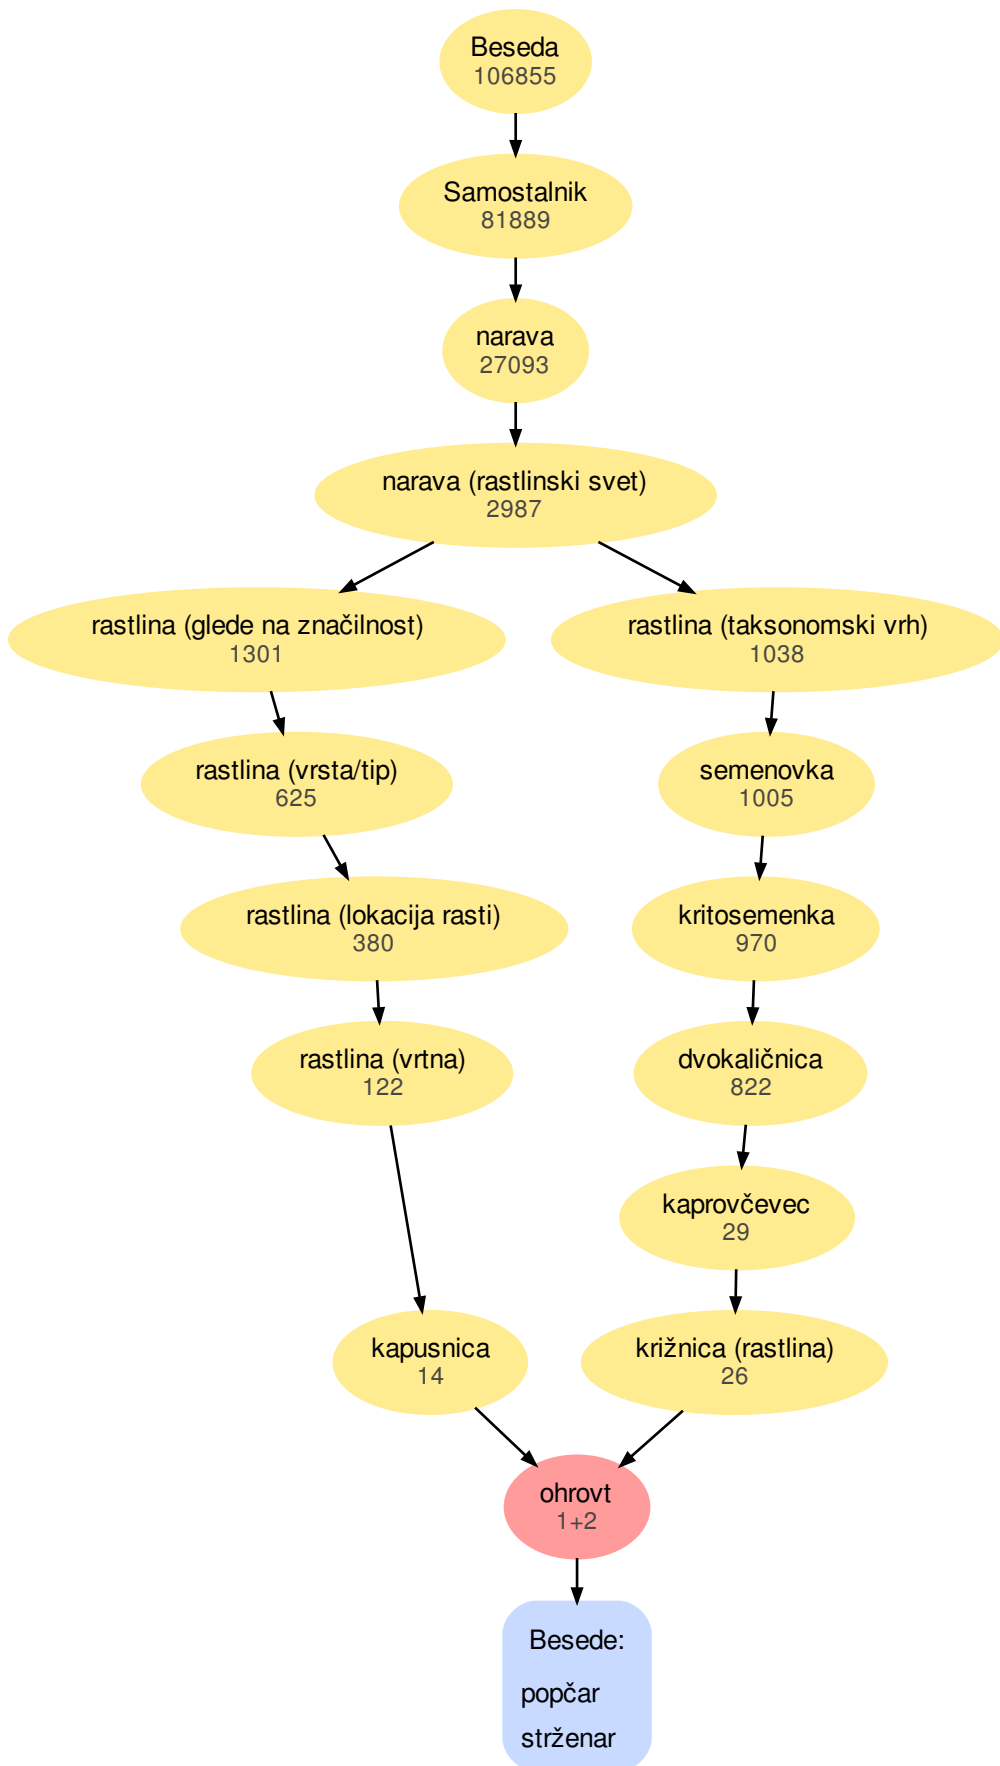 Beseda
106855
Samostalnik
81889
narava
27093
narava (rastlinski svet)
2987
rastlina (glede na značilnost)
1301
rastlina (taksonomski vrh)
1038
rastlina (vrsta/tip)
625
semenovka
1005
rastlina (lokacija rasti)
380
kritosemenka
970
rastlina (vrtna)
122
dvokaličnica
822
kaprovčevec
29
kapusnica
14
križnica (rastlina)
26
ohrovt
1+2
Besede:
popčar
strženar